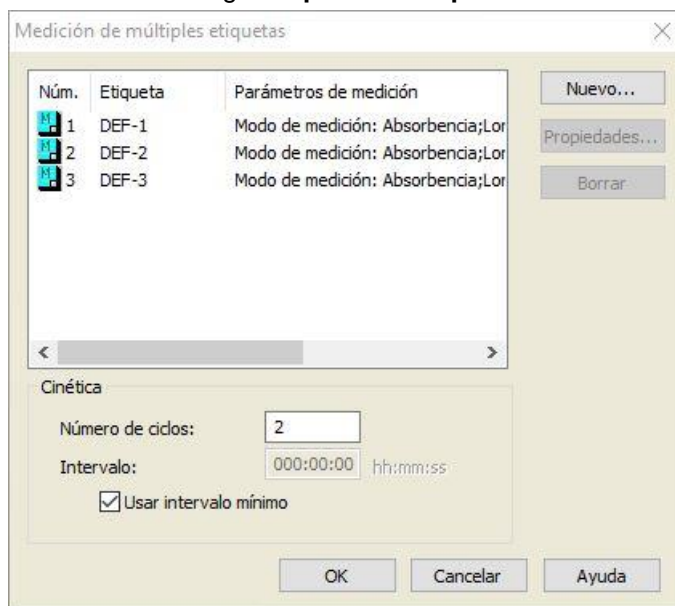 Medición de múltiples etiquetas
Núm. Etiqueta Parámetros de medición
1 DEF-1 Modo de medición: Absorbencia;Lor
2 DEF-2 Modo de medición: Absorbencia;Lor
3 DEF-3 Modo de medición: Absorbencia;Lor
Nuevo...
Propiedades...
Borrar
Cinética
Número de ciclos: 2
Intervalo: 000:00:00 hh:mm:ss
Usar intervalo mínimo
OK Cancelar Ayuda